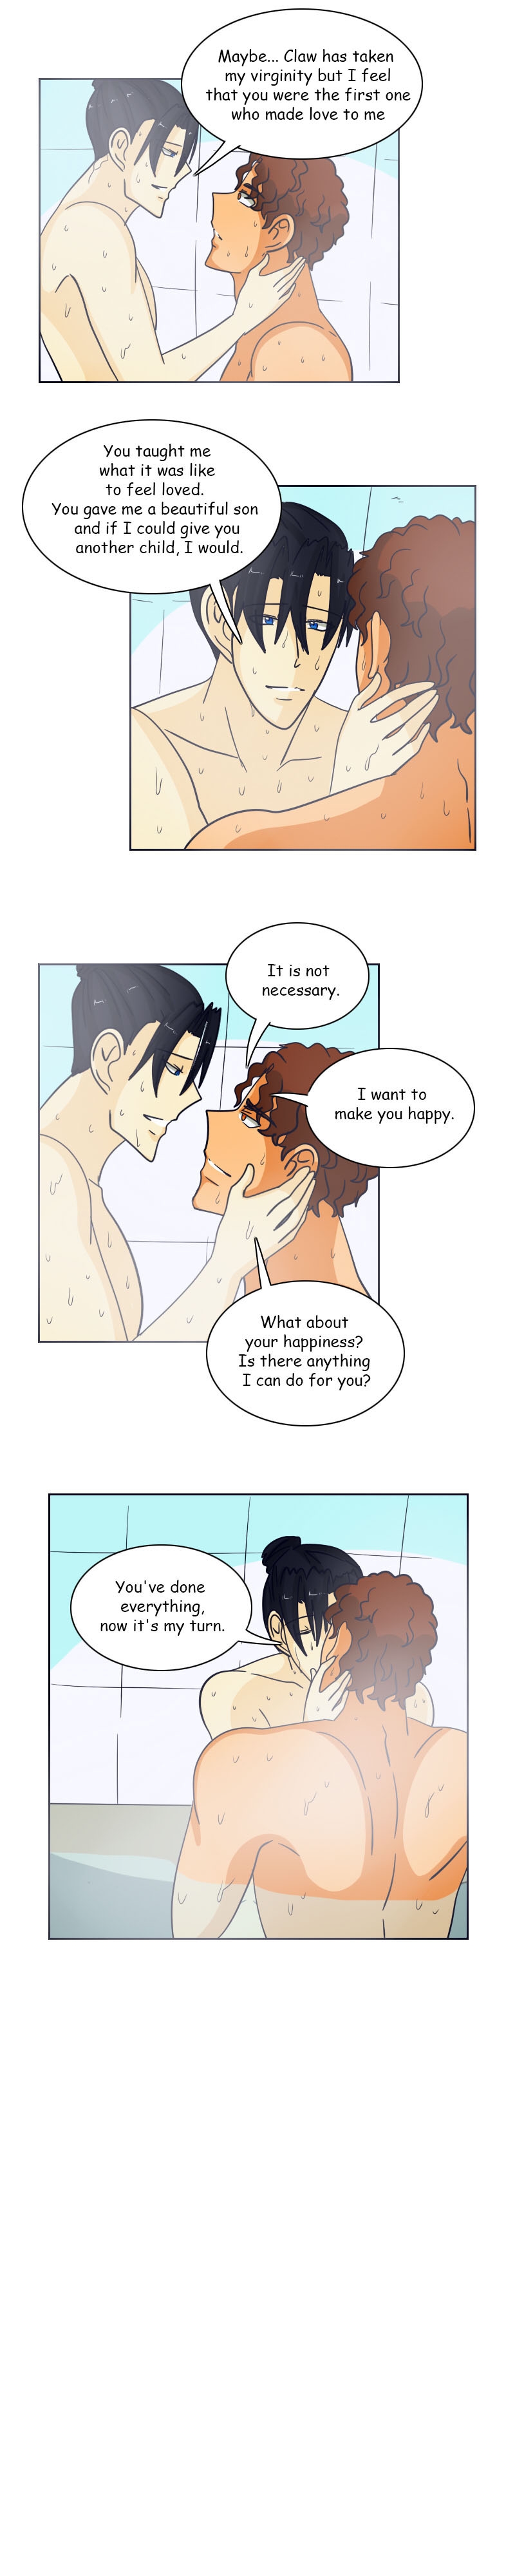 Maybe... Claw has taken
my virginity but I feel
that you were the first one
who made love to me
You taught me
what it was like
to feel loved.
You gave me a beautiful son
and if I could give you
another child, I would.
It is not
necessary.
I want to
make you happy.
What about
your happiness?
Is there anything
I can do for you?
You've done
everything,
now it's my turn.